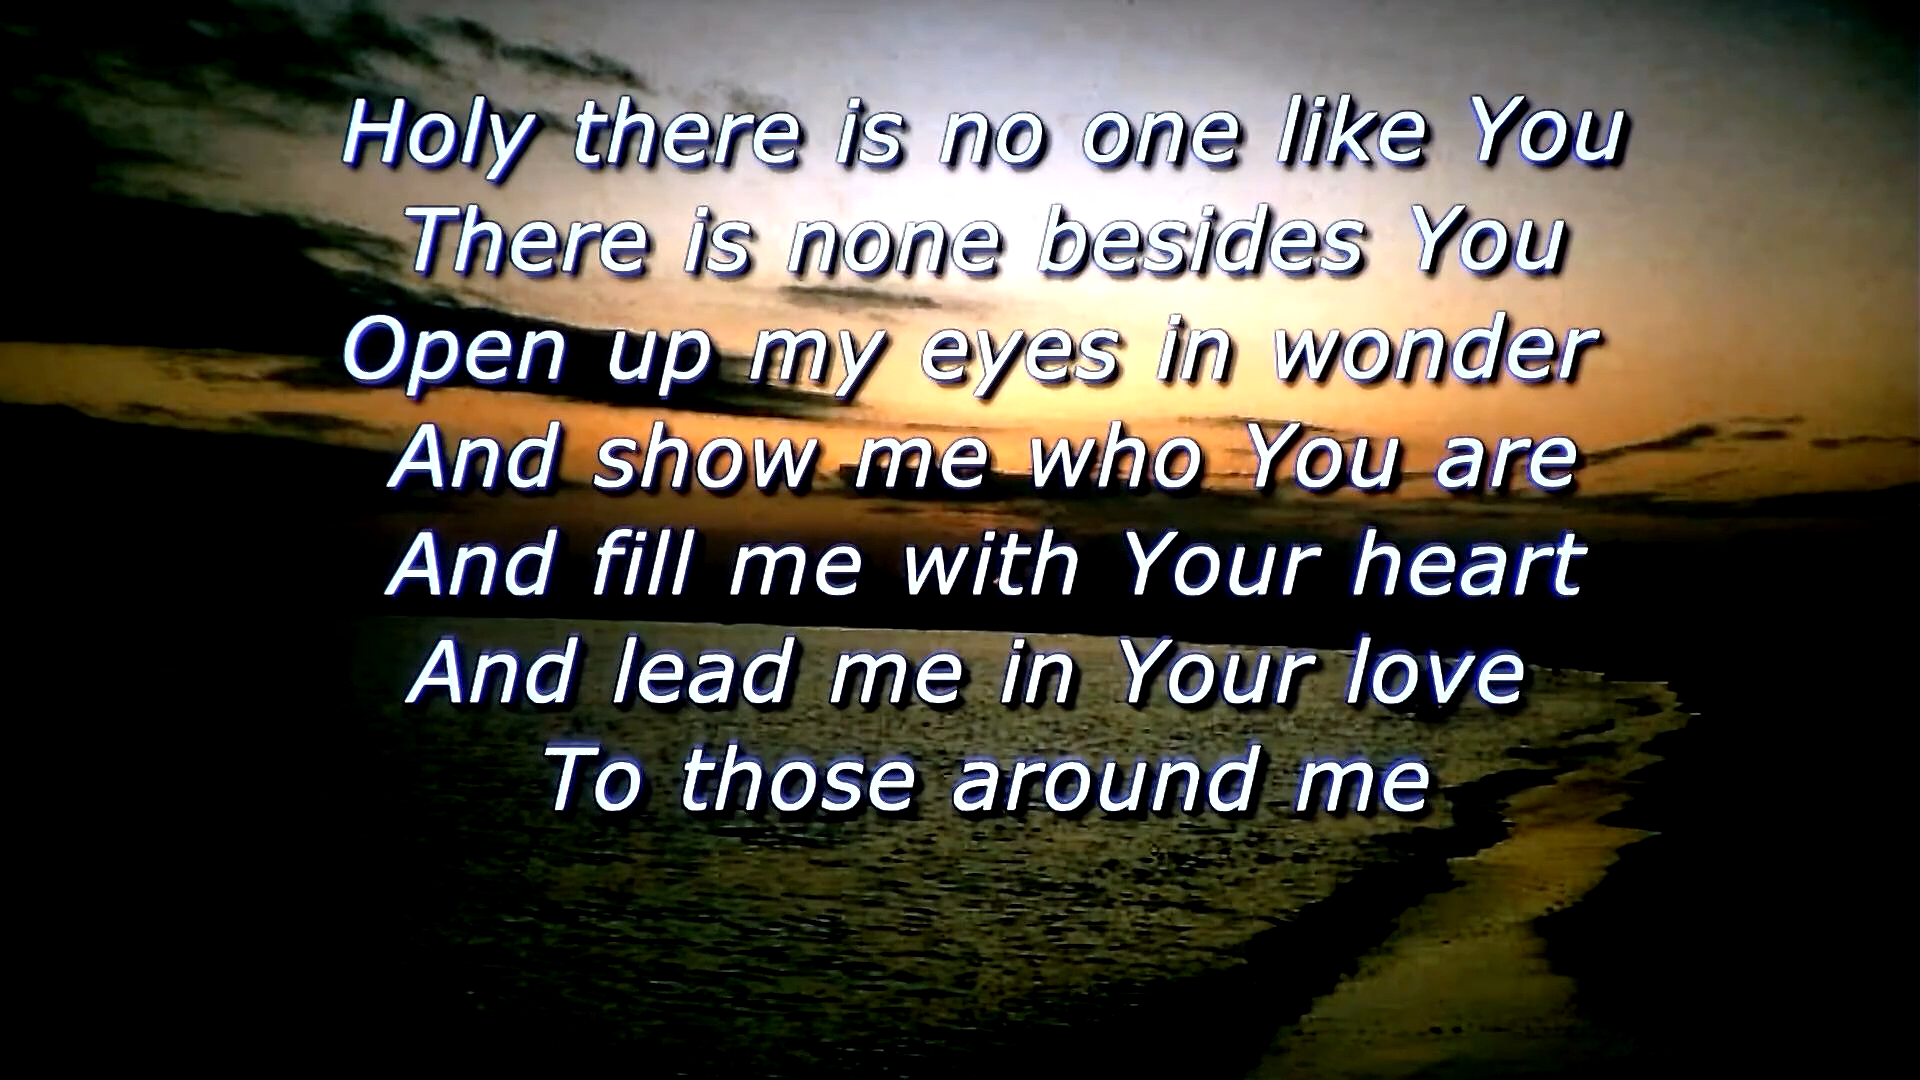 Holy there is no one like You
There is none besides You
Open up my eyes in wonder
And show me who You are
And fill me with Your heart
And lead me in Your love
To those around me